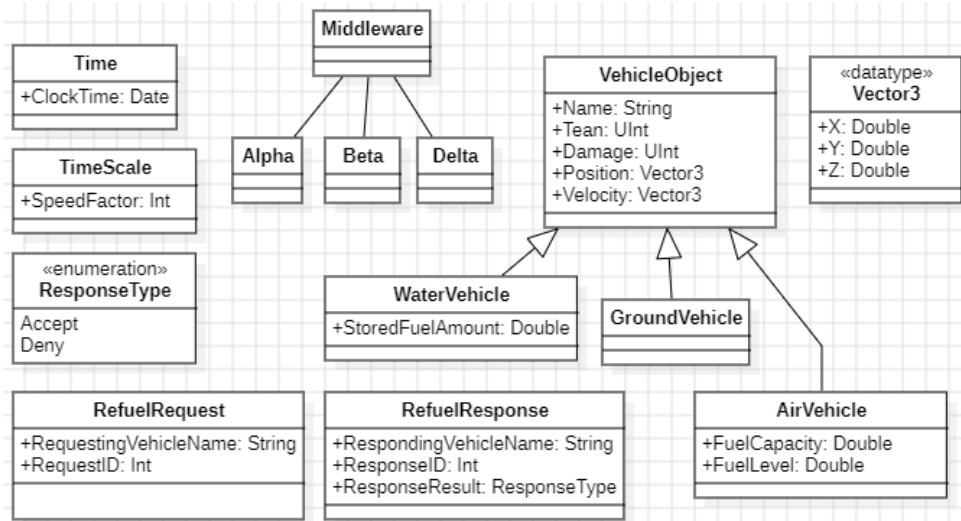 Time
+ClockTime: Date
TimeScale
+SpeedFactor: Int
«enumeration»
ResponseType
Accept
Deny
Middleware
Alpha
Beta
Delta
VehicleObject
+Name: String
+Tean: UInt
+Damage: UInt
+Position: Vector3
+Velocity: Vector3
«datatype»
Vector3
+X: Double
+Y: Double
+Z: Double
WaterVehicle
+StoredFuelAmount: Double
GroundVehicle
RefuelRequest
+RequestingVehicleName: String
+RequestID: Int
RefuelResponse
+RespondingVehicleName: String
+ResponseID: Int
+ResponseResult: ResponseType
AirVehicle
+FuelCapacity: Double
+FuelLevel: Double